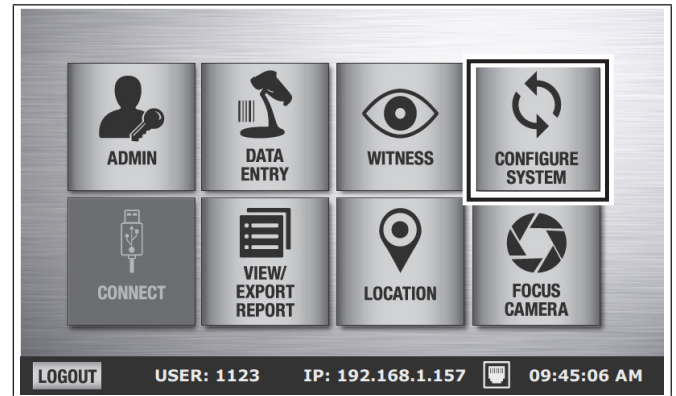 ADMIN
DATA
ENTRY
WITNESS
CONFIGURE
SYSTEM
CONNECT
VIEW/
EXPORT
REPORT
LOCATION
FOCUS
CAMERA
LOGOUT USER: 1123 IP: 192.168.1.157 09:45:06 AM